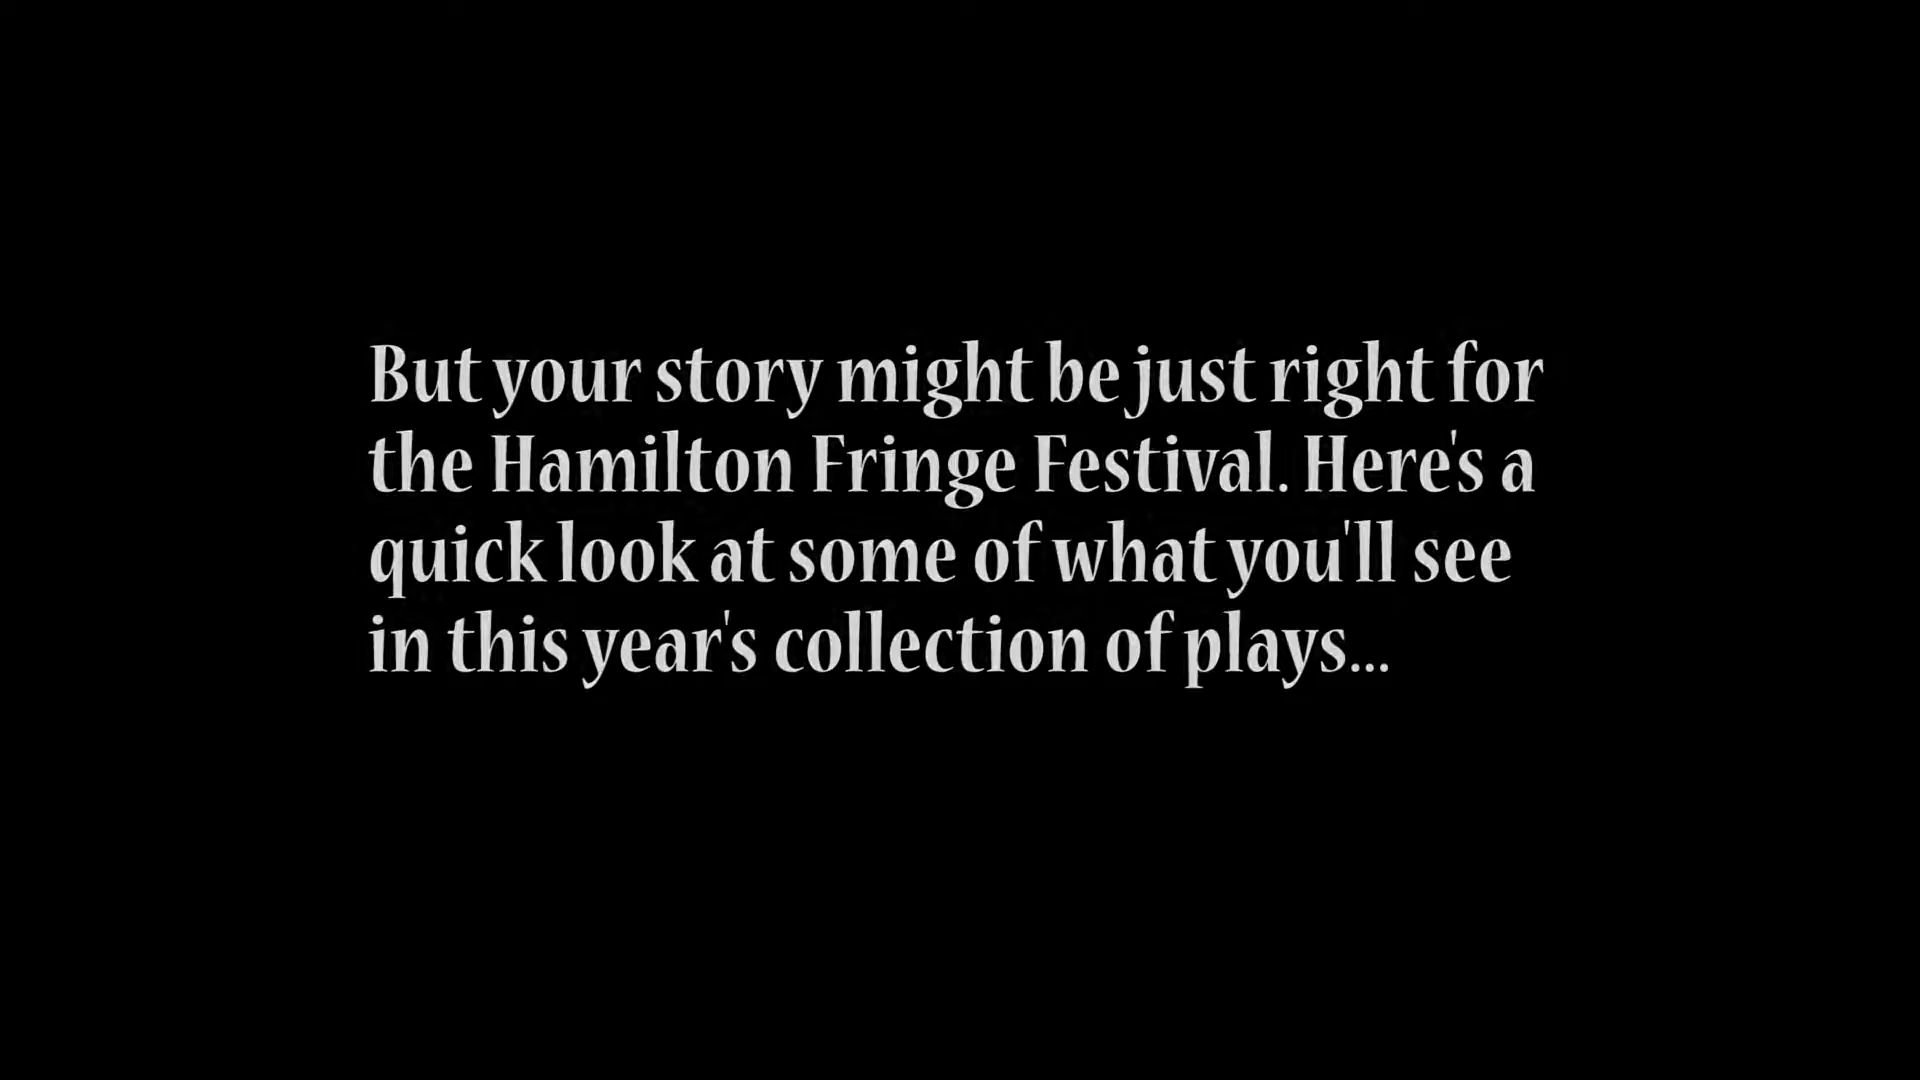 But your story might be just right for
the Hamilton Fringe Festival. Here's a
quick look at some of what you'll see
in this year's collection of plays...